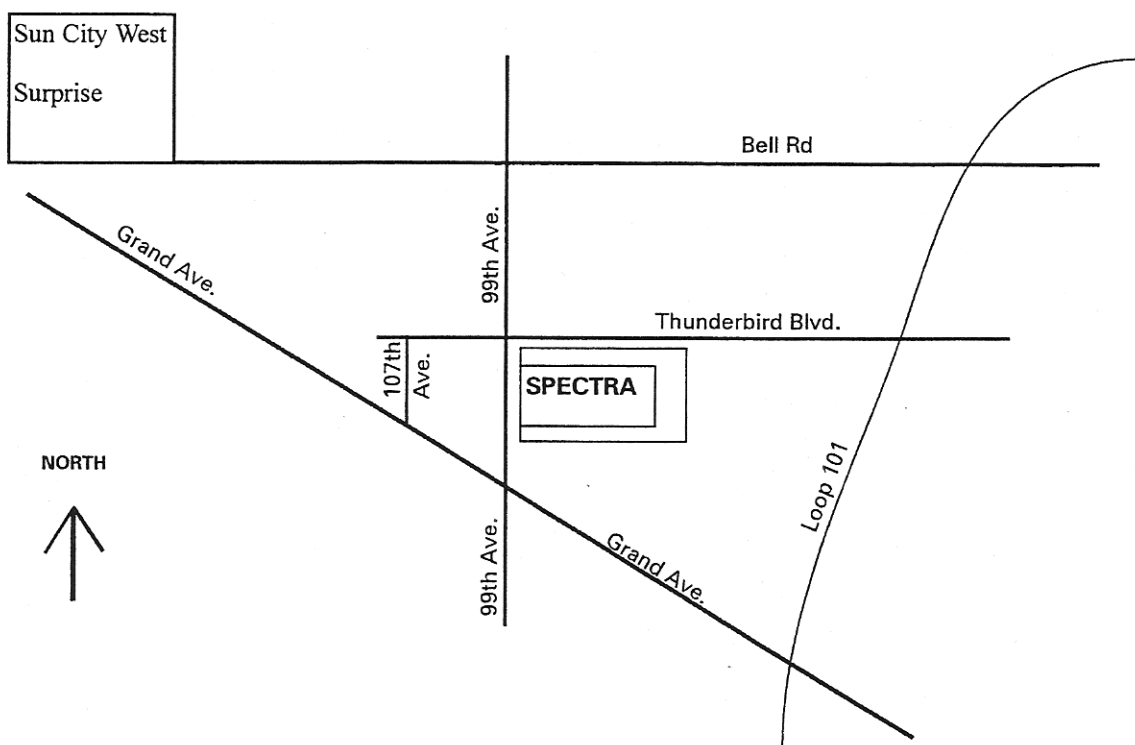 Sun City West
Surprise
Bell Rd
Grand Ave.
99th Ave.
Thunderbird Blvd.
107th
Ave.
SPECTRA
NORTH
Loop 101
99th Ave.
Grand Ave.